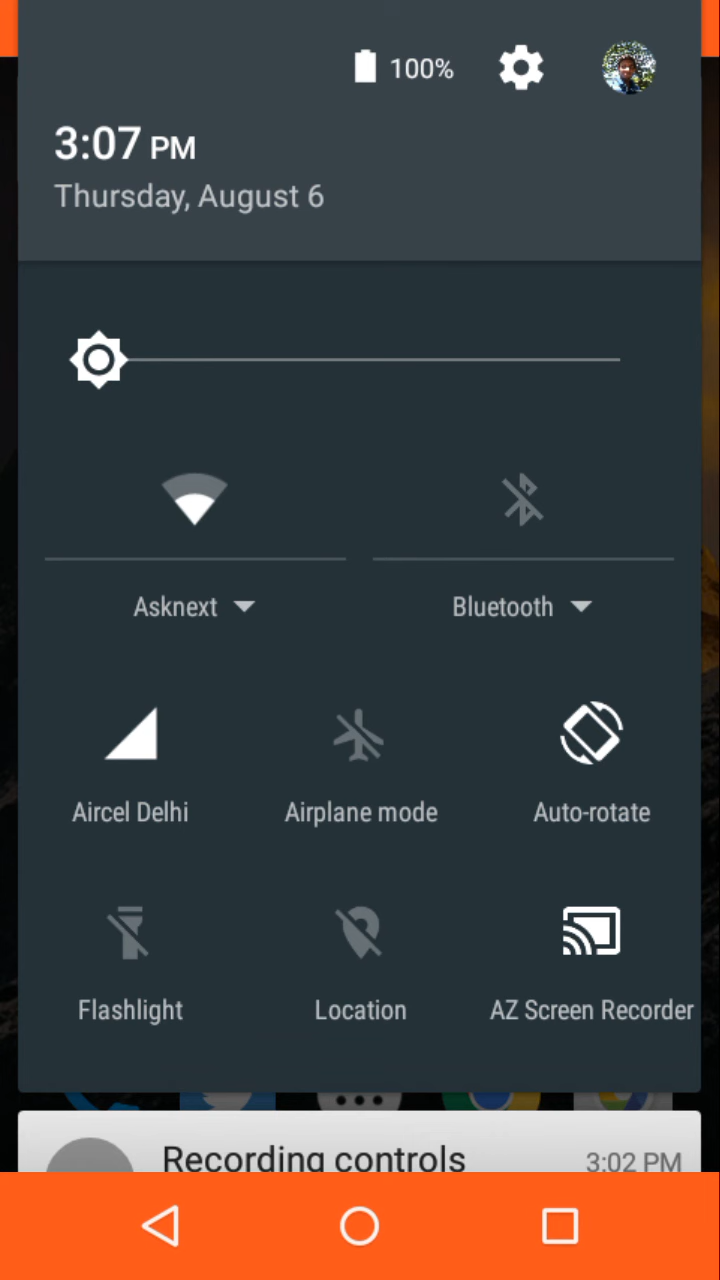 100%
3:07 PM
Thursday, August 6
Asknext
Bluetooth
Aircel Delhi
Airplane mode
Auto-rotate
Flashlight
Location
AZ Screen Recorder
Recording controls
3:02 PM